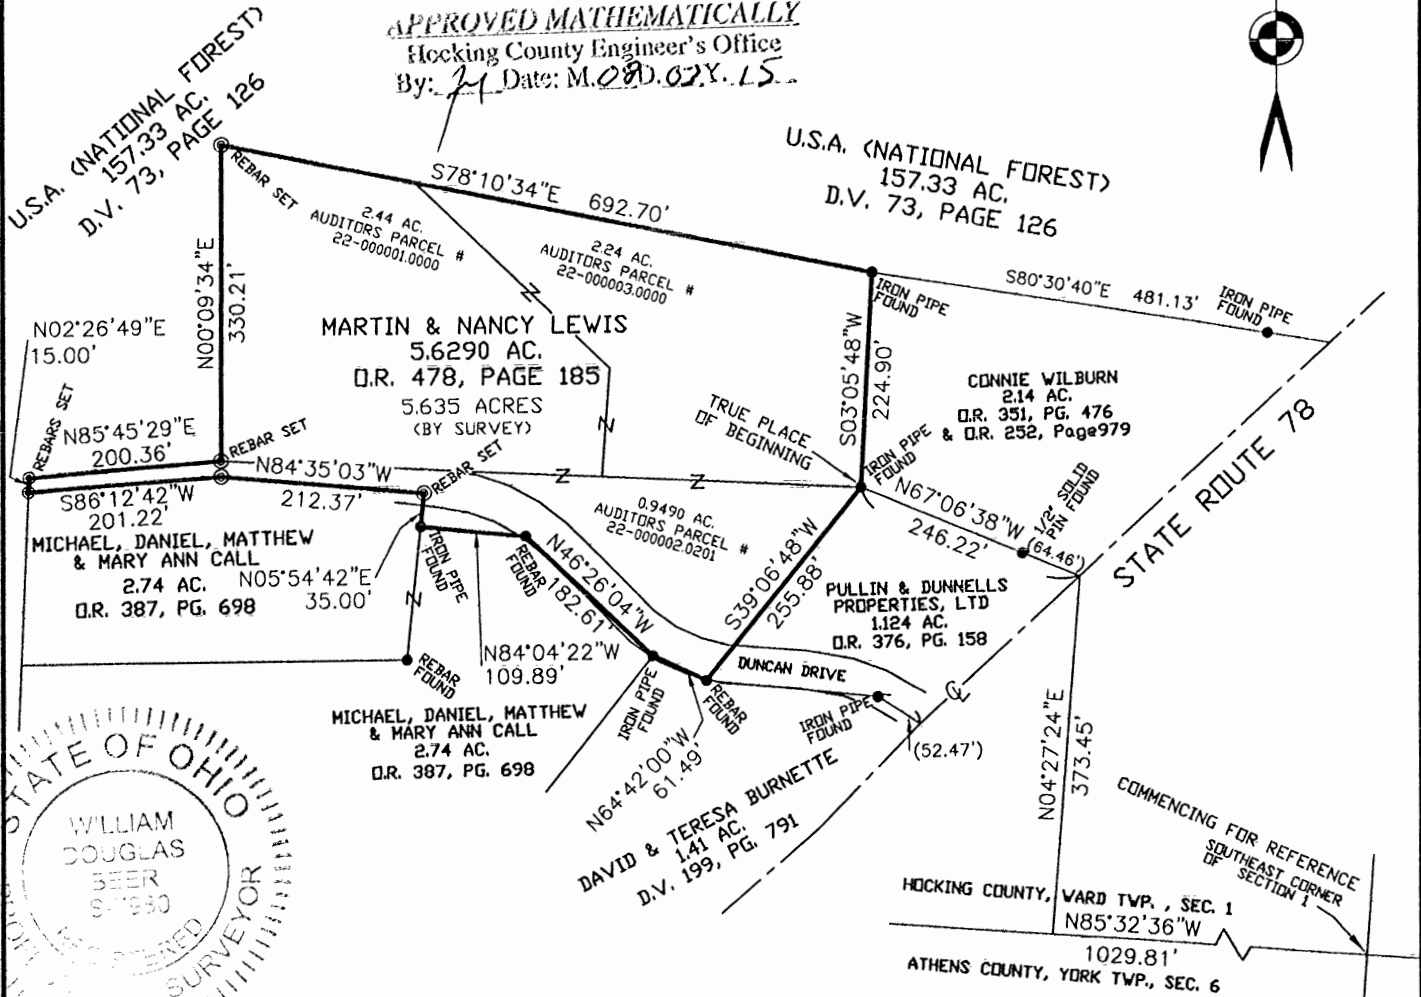 APPROVED MATHEMATICALLY
Hocking County Engineer's Office
By: Date: M.08D.07Y.15
U.S.A. (NATIONAL FOREST)
157.33 AC.
D.V. 73, PAGE 126
U.S.A. (NATIONAL FOREST)
157.33 AC.
D.V. 73, PAGE 126
REBAR SET
S78°10'34"E 692.70'
2.44 AC.
AUDITORS PARCEL #
22-000001.0000
2.24 AC.
AUDITORS PARCEL #
22-000003.0000
IRON PIPE
FOUND
S80°30'40"E 481.13'
IRON PIPE
FOUND
N00°09'34"E
330.21'
N02°26'49"E
15.00'
MARTIN & NANCY LEWIS
5.6290 AC.
O.R. 478, PAGE 185
5.635 ACRES
(BY SURVEY)
S03°05'48"W
224.90'
CONNIE WILBURN
2.14 AC.
O.R. 351, PG. 476
& O.R. 252, Page979
TRUE PLACE
OF BEGINNING
IRON PIPE
FOUND
STATE ROUTE 78
REBARS SET
N85°45'29"E
200.36'
REBAR SET
N84°35'03"W
212.37'
REBAR SET
S86°12'42"W
201.22'
0.9490 AC.
AUDITORS PARCEL #
22-000002.0201
N67°06'38"W
246.22'
1/2" SOLID
PIN FOUND
(64.46')
MICHAEL, DANIEL, MATTHEW
& MARY ANN CALL
2.74 AC.
O.R. 387, PG. 698
N05°54'42"E
35.00'
IRON PIPE
FOUND
REBAR
FOUND
N46°26'04"W
182.61'
S39°06'48"W
255.88'
PULLIN & DUNNELLS
PROPERTIES, LTD
1.124 AC.
O.R. 376, PG. 158
REBAR
FOUND
N84°04'22"W
109.89'
DUNCAN DRIVE
IRON PIPE
FOUND
REBAR
FOUND
IRON PIPE
FOUND
(52.47')
MICHAEL, DANIEL, MATTHEW
& MARY ANN CALL
2.74 AC.
O.R. 387, PG. 698
N64°42'00"W
61.49'
DAVID & TERESA BURNETTE
1.41 AC.
D.V. 199, PG. 791
N04°27'24"E
373.45'
COMMENCING FOR REFERENCE
SOUTHEAST CORNER
OF SECTION 1
HOCKING COUNTY, WARD TWP. , SEC. 1
N85°32'36"W
1029.81'
ATHENS COUNTY, YORK TWP., SEC. 6
STATE OF OHIO
WILLIAM
DOUGLAS
BEER
SURVEYOR